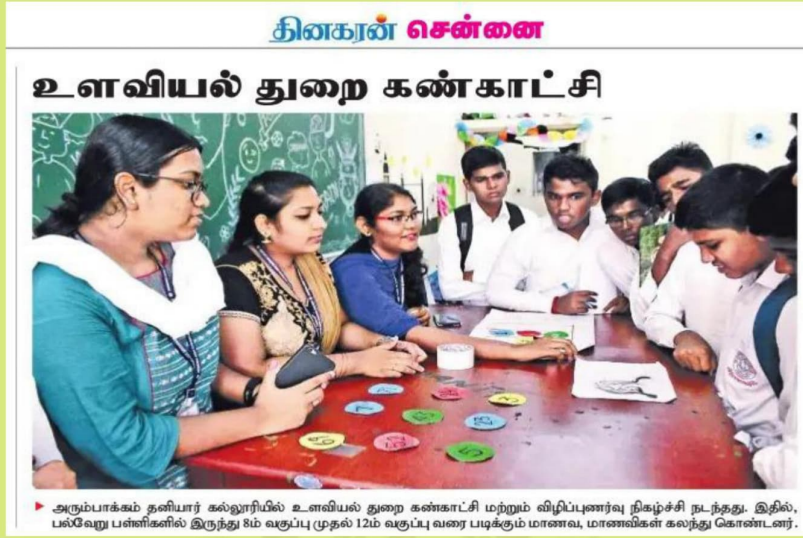 தினகரன் சென்னை
உளவியல் துறை கண்காட்சி
அரும்பாக்கம் தனியார் கல்லூரியில் உளவியல் துறை கண்காட்சி மற்றும் விழிப்புணர்வு நிகழ்ச்சி நடந்தது. இதில்,
பல்வேறு பள்ளிகளில் இருந்து 8ம் வகுப்பு முதல் 12ம் வகுப்பு வரை படிக்கும் மாணவ, மாணவிகள் கலந்து கொண்டனர்.